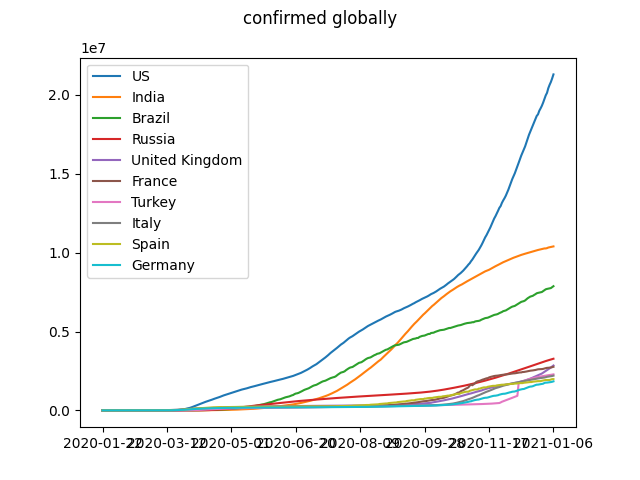 confirmed globally
1e7
2.0
1.5
1.0
0.5
0.0
US
India
Brazil
Russia
United Kingdom
France
Turkey
Italy
Spain
Germany
2020-01-22 2020-03-12 2020-05-01 2020-06-20 2020-08-09 2020-09-28 2020-11-17 2021-01-06